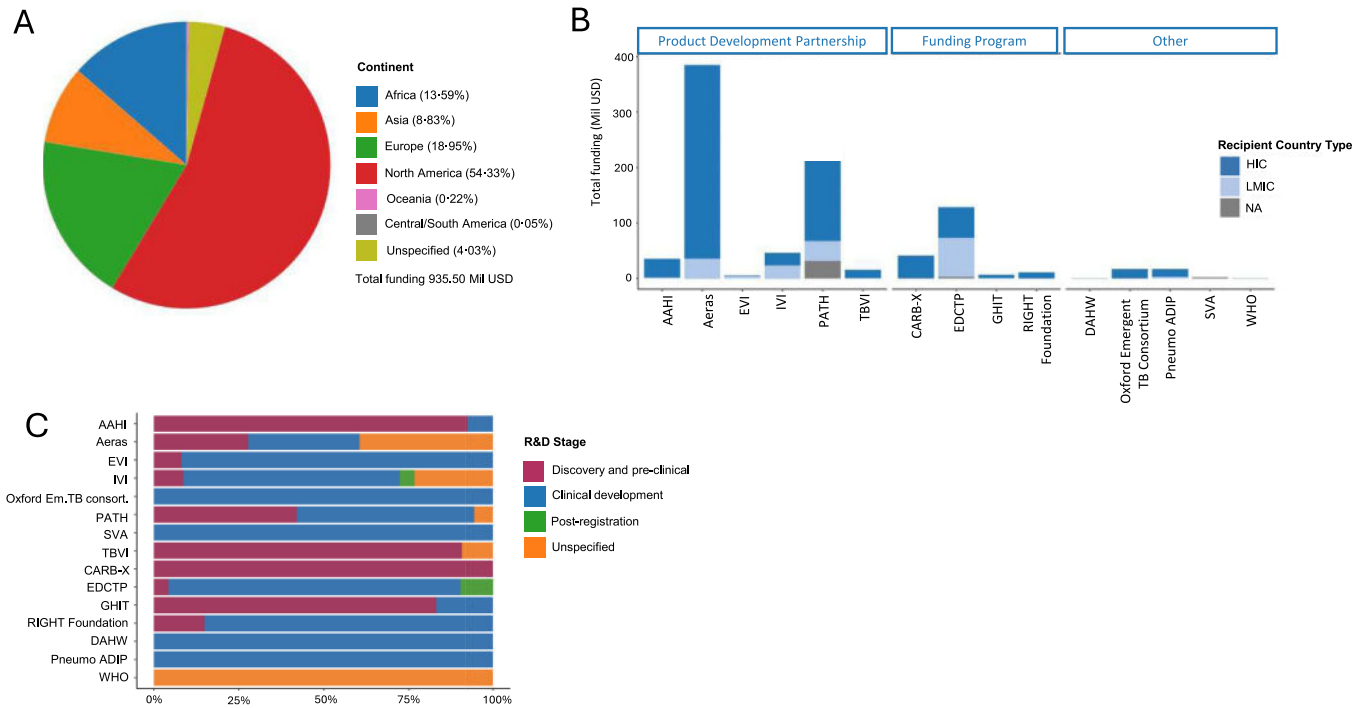 A
Continent
Africa (13·59%)
Asia (8·83%)
Europe (18·95%)
North America (54·33%)
Oceania (0·22%)
Central/South America (0·05%)
Unspecified (4·03%)
Total funding 935.50 Mil USD
B
Product Development Partnership
Funding Program
Other
Total funding (Mil USD)
400
300
200
100
0
AAHI
Aeras
EVI
IVI
PATH
TBVI
CARB-X
EDCTP
GHIT
RIGHT
Foundation
DAHW
Oxford Emergent
TB Consortium
Pneumo ADIP
SVA
WHO
Recipient Country Type
HIC
LMIC
NA
C
AAHI
Aeras
EVI
IVI
Oxford Em.TB consort.
PATH
SVA
TBVI
CARB-X
EDCTP
GHIT
RIGHT Foundation
DAHW
Pneumo ADIP
WHO
0%
25%
50%
75%
100%
R&D Stage
Discovery and pre-clinical
Clinical development
Post-registration
Unspecified